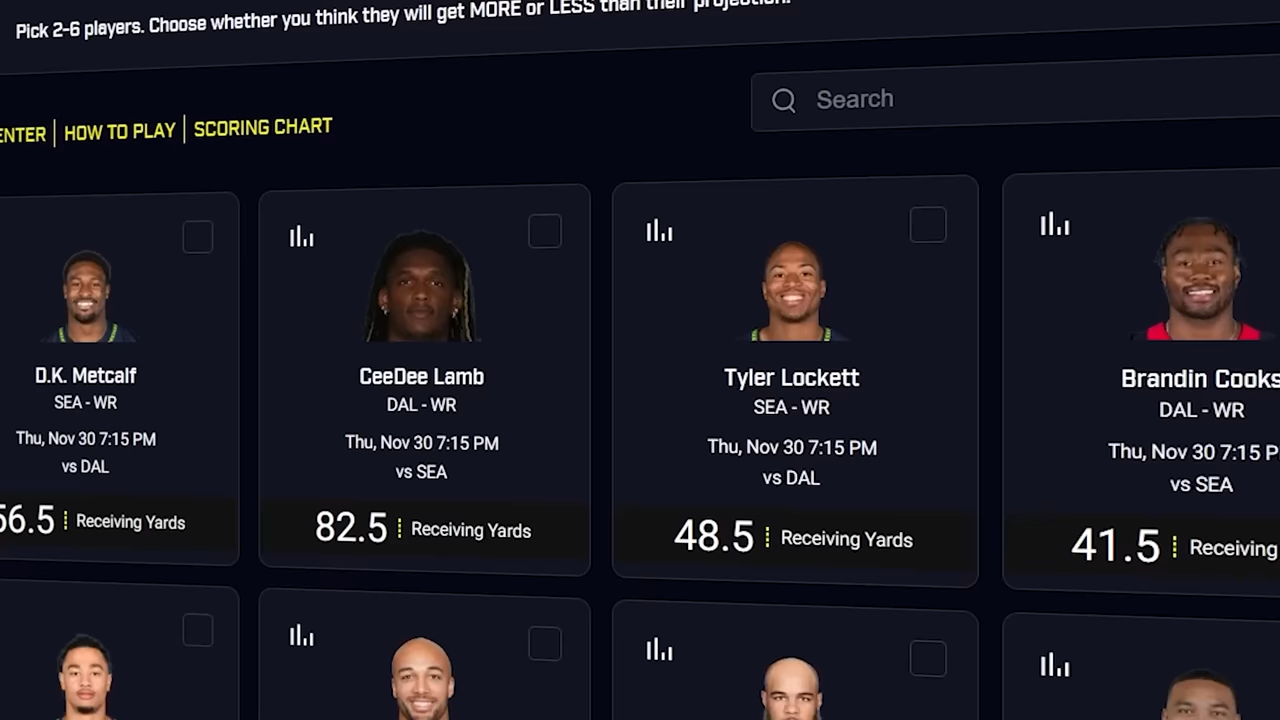 Pick 2-6 players. Choose whether you think they will get MORE or LESS than their projection.
Search
ENTER | HOW TO PLAY | SCORING CHART
D.K. Metcalf
SEA - WR
Thu, Nov 30 7:15 PM
vs DAL
56.5 Receiving Yards
CeeDee Lamb
DAL - WR
Thu, Nov 30 7:15 PM
vs SEA
82.5 Receiving Yards
Tyler Lockett
SEA - WR
Thu, Nov 30 7:15 PM
vs DAL
48.5 Receiving Yards
Brandin Cooks
DAL - WR
Thu, Nov 30 7:15 P
vs SEA
41.5 Receiving